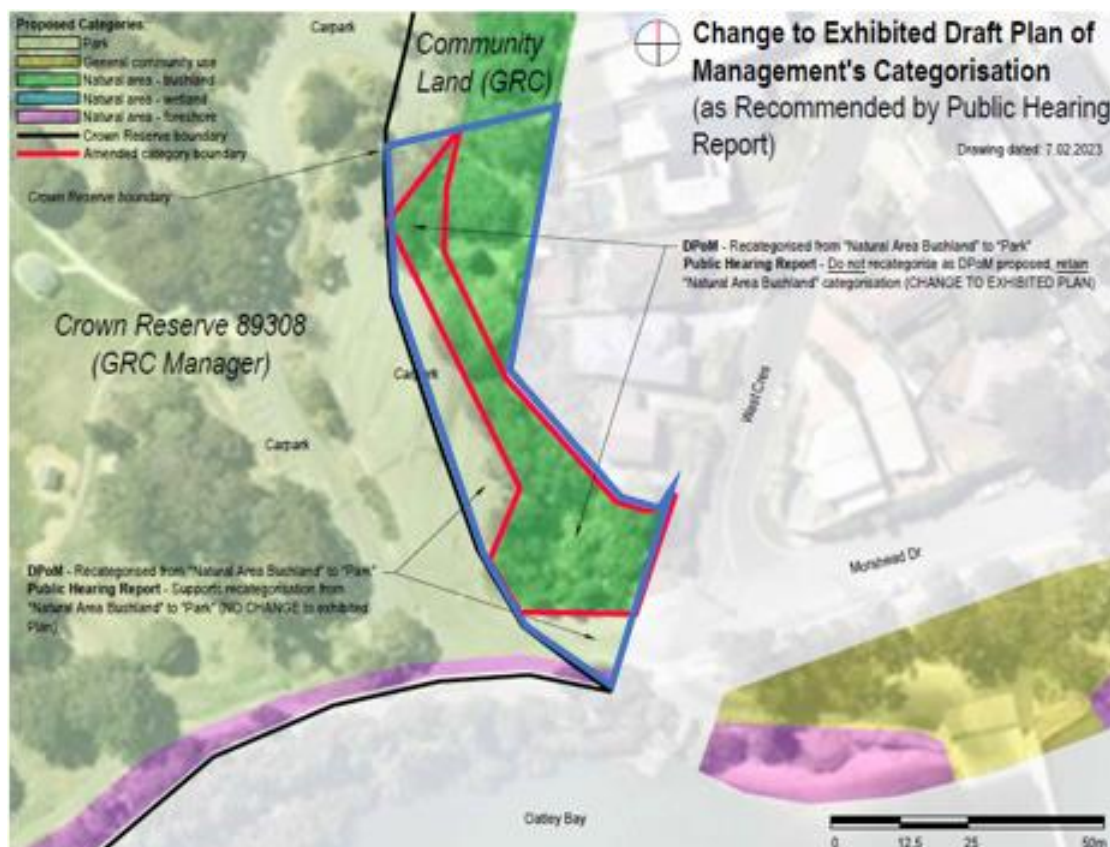 Proposed Categories:
Park
General community use
Natural area - bushland
Natural area - wetland
Natural area - foreshore
Crown Reserve boundary
Amended category boundary
Carpark
Community
Land (GRC)
Change to Exhibited Draft Plan of
Management's Categorisation
(as Recommended by Public Hearing
Report)
Drawing dated: 7.02.2023
Crown Reserve boundary
DPoM - Recategorised from "Natural Area Bushland" to "Park"
Public Hearing Report - Do not recategorise as DPoM proposed, retain
"Natural Area Bushland" categorisation (CHANGE TO EXHIBITED PLAN)
Crown Reserve 89308
(GRC Manager)
Carpark
West Cres
Carpark
Morshead Dr
DPoM - Recategorised from "Natural Area Bushland" to "Park"
Public Hearing Report - Supports recategorisation from
"Natural Area Bushland" to "Park" (NO CHANGE to exhibited
Plan)
Oatley Bay
0 12.5 25 50m